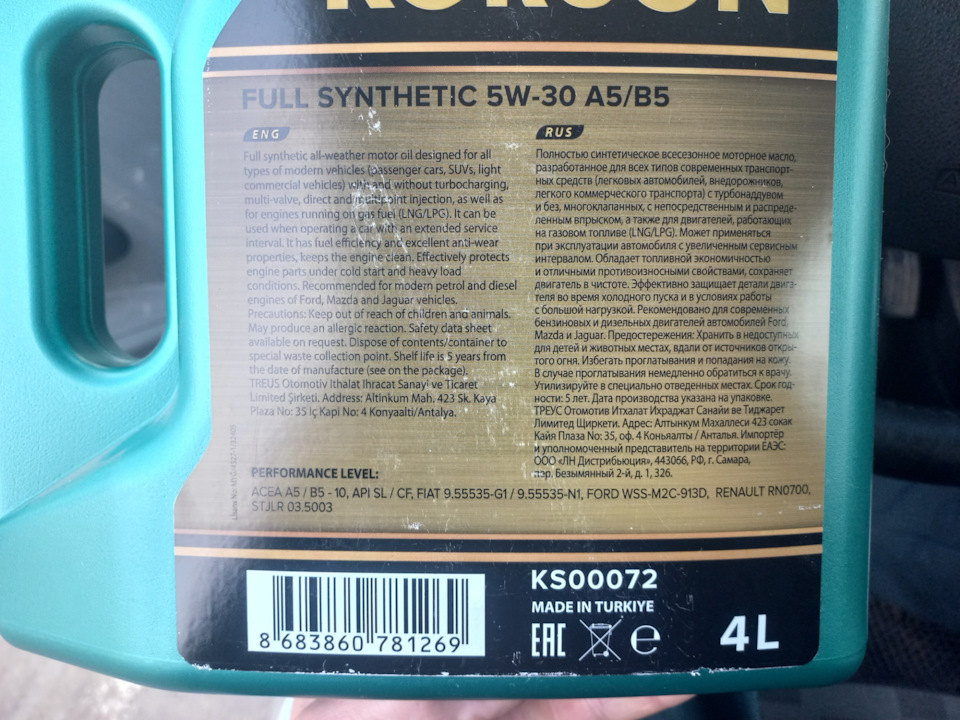 FULL SYNTHETIC 5W-30 A5/B5
ENG
Full synthetic all-weather motor oil designed for all
types of modern vehicles (passenger cars, SUVs, light
commercial vehicles) with and without turbocharging,
multi-valve, direct and multipoint injection, as well as
for engines running on gas fuel (LNG/LPG). It can be
used when operating a car with an extended service
interval. It has fuel efficiency and excellent anti-wear
properties, keeps the engine clean. Effectively protects
engine parts under cold start and heavy load
conditions. Recommended for modern petrol and diesel
engines of Ford, Mazda and Jaguar vehicles.
Precautions: Keep out of reach of children and animals.
May produce an allergic reaction. Safety data sheet
available on request. Dispose of contents/container to
special waste collection point. Shelf life is 5 years from
the date of manufacture (see on the package).
TREUS Otomotiv Ithalat Ihracat Sanayi ve Ticaret
Limited Şirketi. Address: Altinkum Mah. 423 Sk. Kaya
Plaza No: 35 Iç Kapi No: 4 Konyaalti/Antalya.
RUS
Полностью синтетическое всесезонное моторное масло,
разработанное для всех типов современных транспорт-
ных средств (легковых автомобилей, внедорожников,
легкого коммерческого транспорта) с турбонаддувом
и без, многоклапанных, с непосредственным и распреде-
ленным впрыском, а также для двигателей, работающих
на газовом топливе (LNG/LPG). Может применяться
при эксплуатации автомобиля с увеличенным сервисным
интервалом. Обладает топливной экономичностью
и отличными противоизносными свойствами, сохраняет
двигатель в чистоте. Эффективно защищает детали двига-
теля во время холодного пуска и в условиях работы
с большой нагрузкой. Рекомендовано для современных
бензиновых и дизельных двигателей автомобилей Ford,
Mazda и Jaguar. Предостережения: Хранить в недоступных
для детей и животных местах, вдали от источников откры-
того огня. Избегать проглатывания и попадания на кожу.
В случае проглатывания немедленно обратиться к врачу.
Утилизируйте в специально отведенных местах. Срок год-
ности: 5 лет. Дата производства указана на упаковке.
ТРЕУС Отомотив Итхалат Ихраджат Санайи ве Тиджарет
Лимитед Щиркети. Адрес: Алтынкум Махаллеси 423 сокак
Кайя Плаза No: 35, оф. 4 Коньяалты / Анталья. Импортёр
и уполномоченный представитель на территории ЕАЭС:
ООО «ЛН Дистрибьюция», 443066, РФ, г. Самара,
пер. Безымянный 2-й, д. 1, 326.
PERFORMANCE LEVEL:
ACEA A5 / B5 - 10, API SL / CF, FIAT 9.55535-G1 / 9.55535-N1, FORD WSS-M2C-913D, RENAULT RN0700,
STJLR 03.5003
8 683860 781269
KS00072
MADE IN TURKIYE
EAC
e
4L